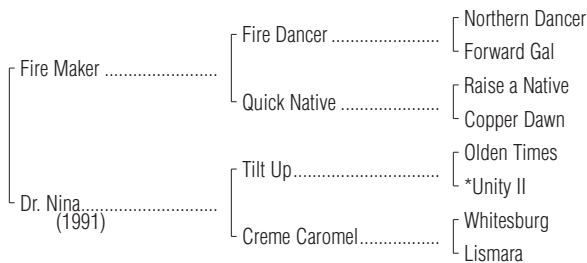 Northern Dancer
Fire Dancer ......................
Forward Gal
Fire Maker .......................
Raise a Native
Quick Native ....................
Copper Dawn
Olden Times
Tilt Up.............................
*Unity II
Dr. Nina............................
(1991)
Whitesburg
Creme Caromel................
Lismara